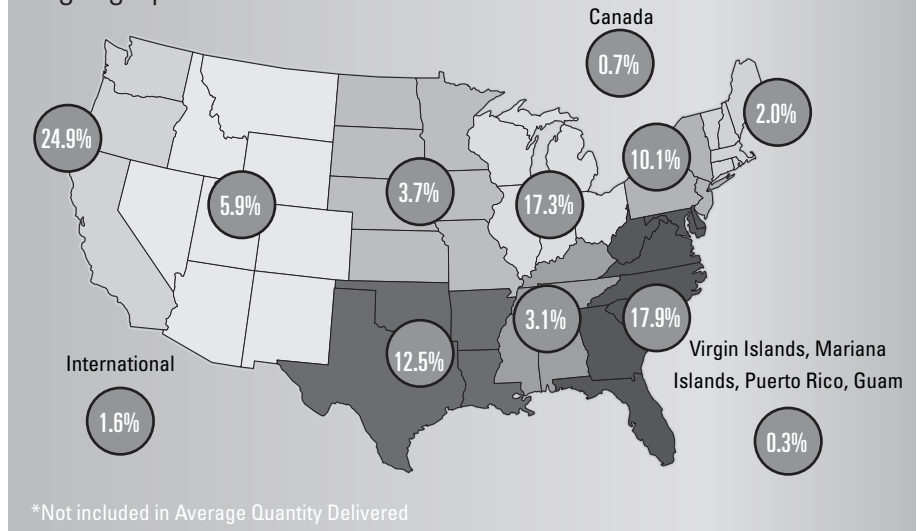 Canada
0.7%
2.0%
24.9%
10.1%
3.7%
5.9%
17.3%
3.1%
17.9%
12.5%
Virgin Islands, Mariana
Islands, Puerto Rico, Guam
International
1.6%
0.3%
*Not included in Average Quantity Delivered